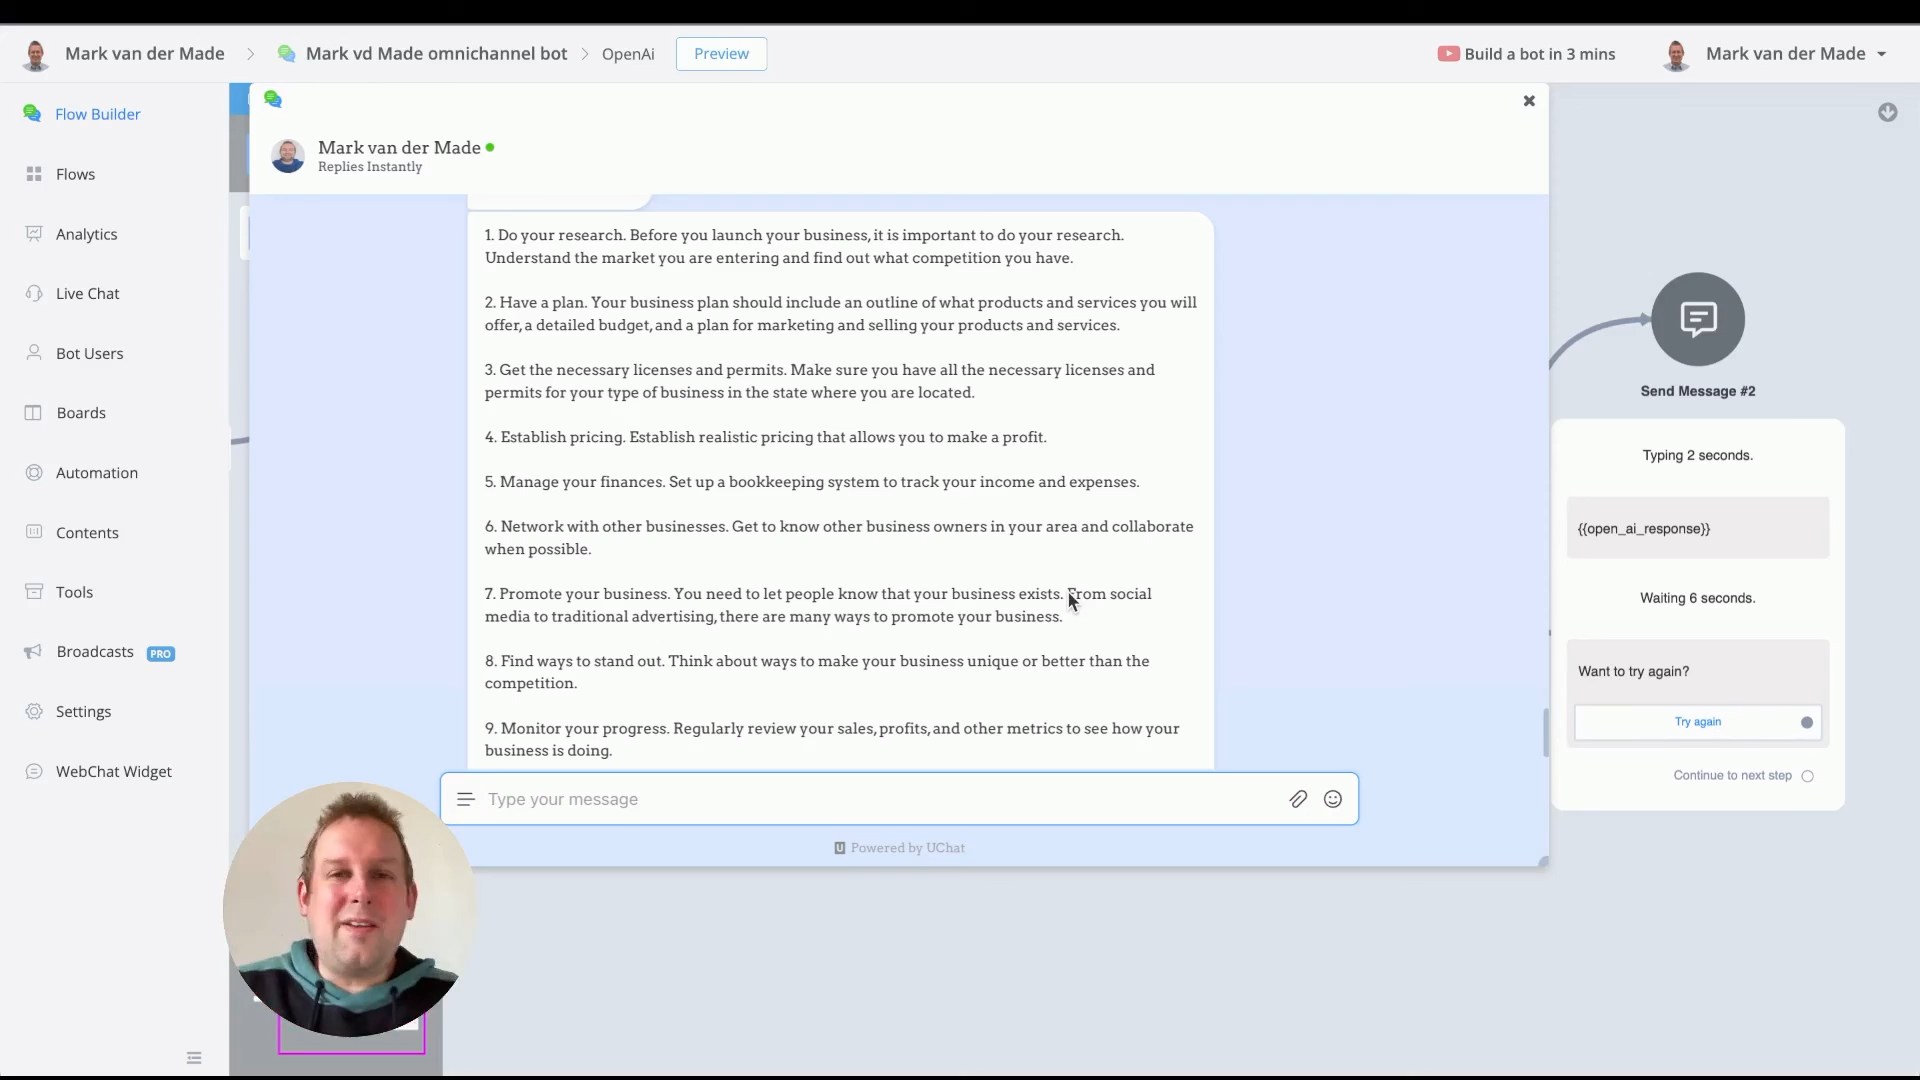 Mark van der Made > Mark vd Made omnichannel bot > OpenAi Preview
Build a bot in 3 mins
Mark van der Made
Flow Builder
Flows
Analytics
Live Chat
Bot Users
Boards
Automation
Contents
Tools
Broadcasts PRO
Settings
WebChat Widget
Mark van der Made
Replies Instantly
1. Do your research. Before you launch your business, it is important to do your research.
Understand the market you are entering and find out what competition you have.
2. Have a plan. Your business plan should include an outline of what products and services you will
offer, a detailed budget, and a plan for marketing and selling your products and services.
3. Get the necessary licenses and permits. Make sure you have all the necessary licenses and
permits for your type of business in the state where you are located.
4. Establish pricing. Establish realistic pricing that allows you to make a profit.
5. Manage your finances. Set up a bookkeeping system to track your income and expenses.
6. Network with other businesses. Get to know other business owners in your area and collaborate
when possible.
7. Promote your business. You need to let people know that your business exists. From social
media to traditional advertising, there are many ways to promote your business.
8. Find ways to stand out. Think about ways to make your business unique or better than the
competition.
9. Monitor your progress. Regularly review your sales, profits, and other metrics to see how your
business is doing.
Type your message
U Powered by UChat
Send Message #2
Typing 2 seconds.
{{open_ai_response}}
Waiting 6 seconds.
Want to try again?
Try again
Continue to next step